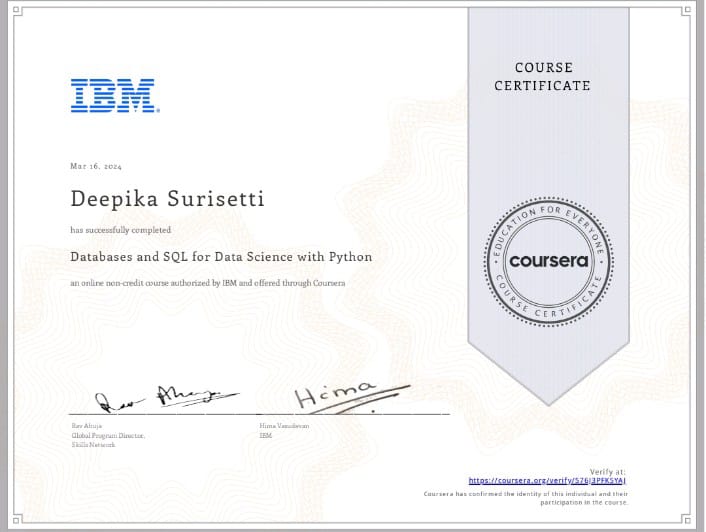 IBM®
COURSE
CERTIFICATE
Mar 16, 2024
Deepika Surisetti
has successfully completed
Databases and SQL for Data Science with Python
an online non-credit course authorized by IBM and offered through Coursera
EDUCATION FOR EVERYONE
coursera
COURSE CERTIFICATE
Hima
Rav Ahuja
Global Program Director,
Skills Network
Hima Vasudevan
IBM
Verify at:
https://coursera.org/verify/576J3PFK5YAJ
Coursera has confirmed the identity of this individual and their
participation in the course.